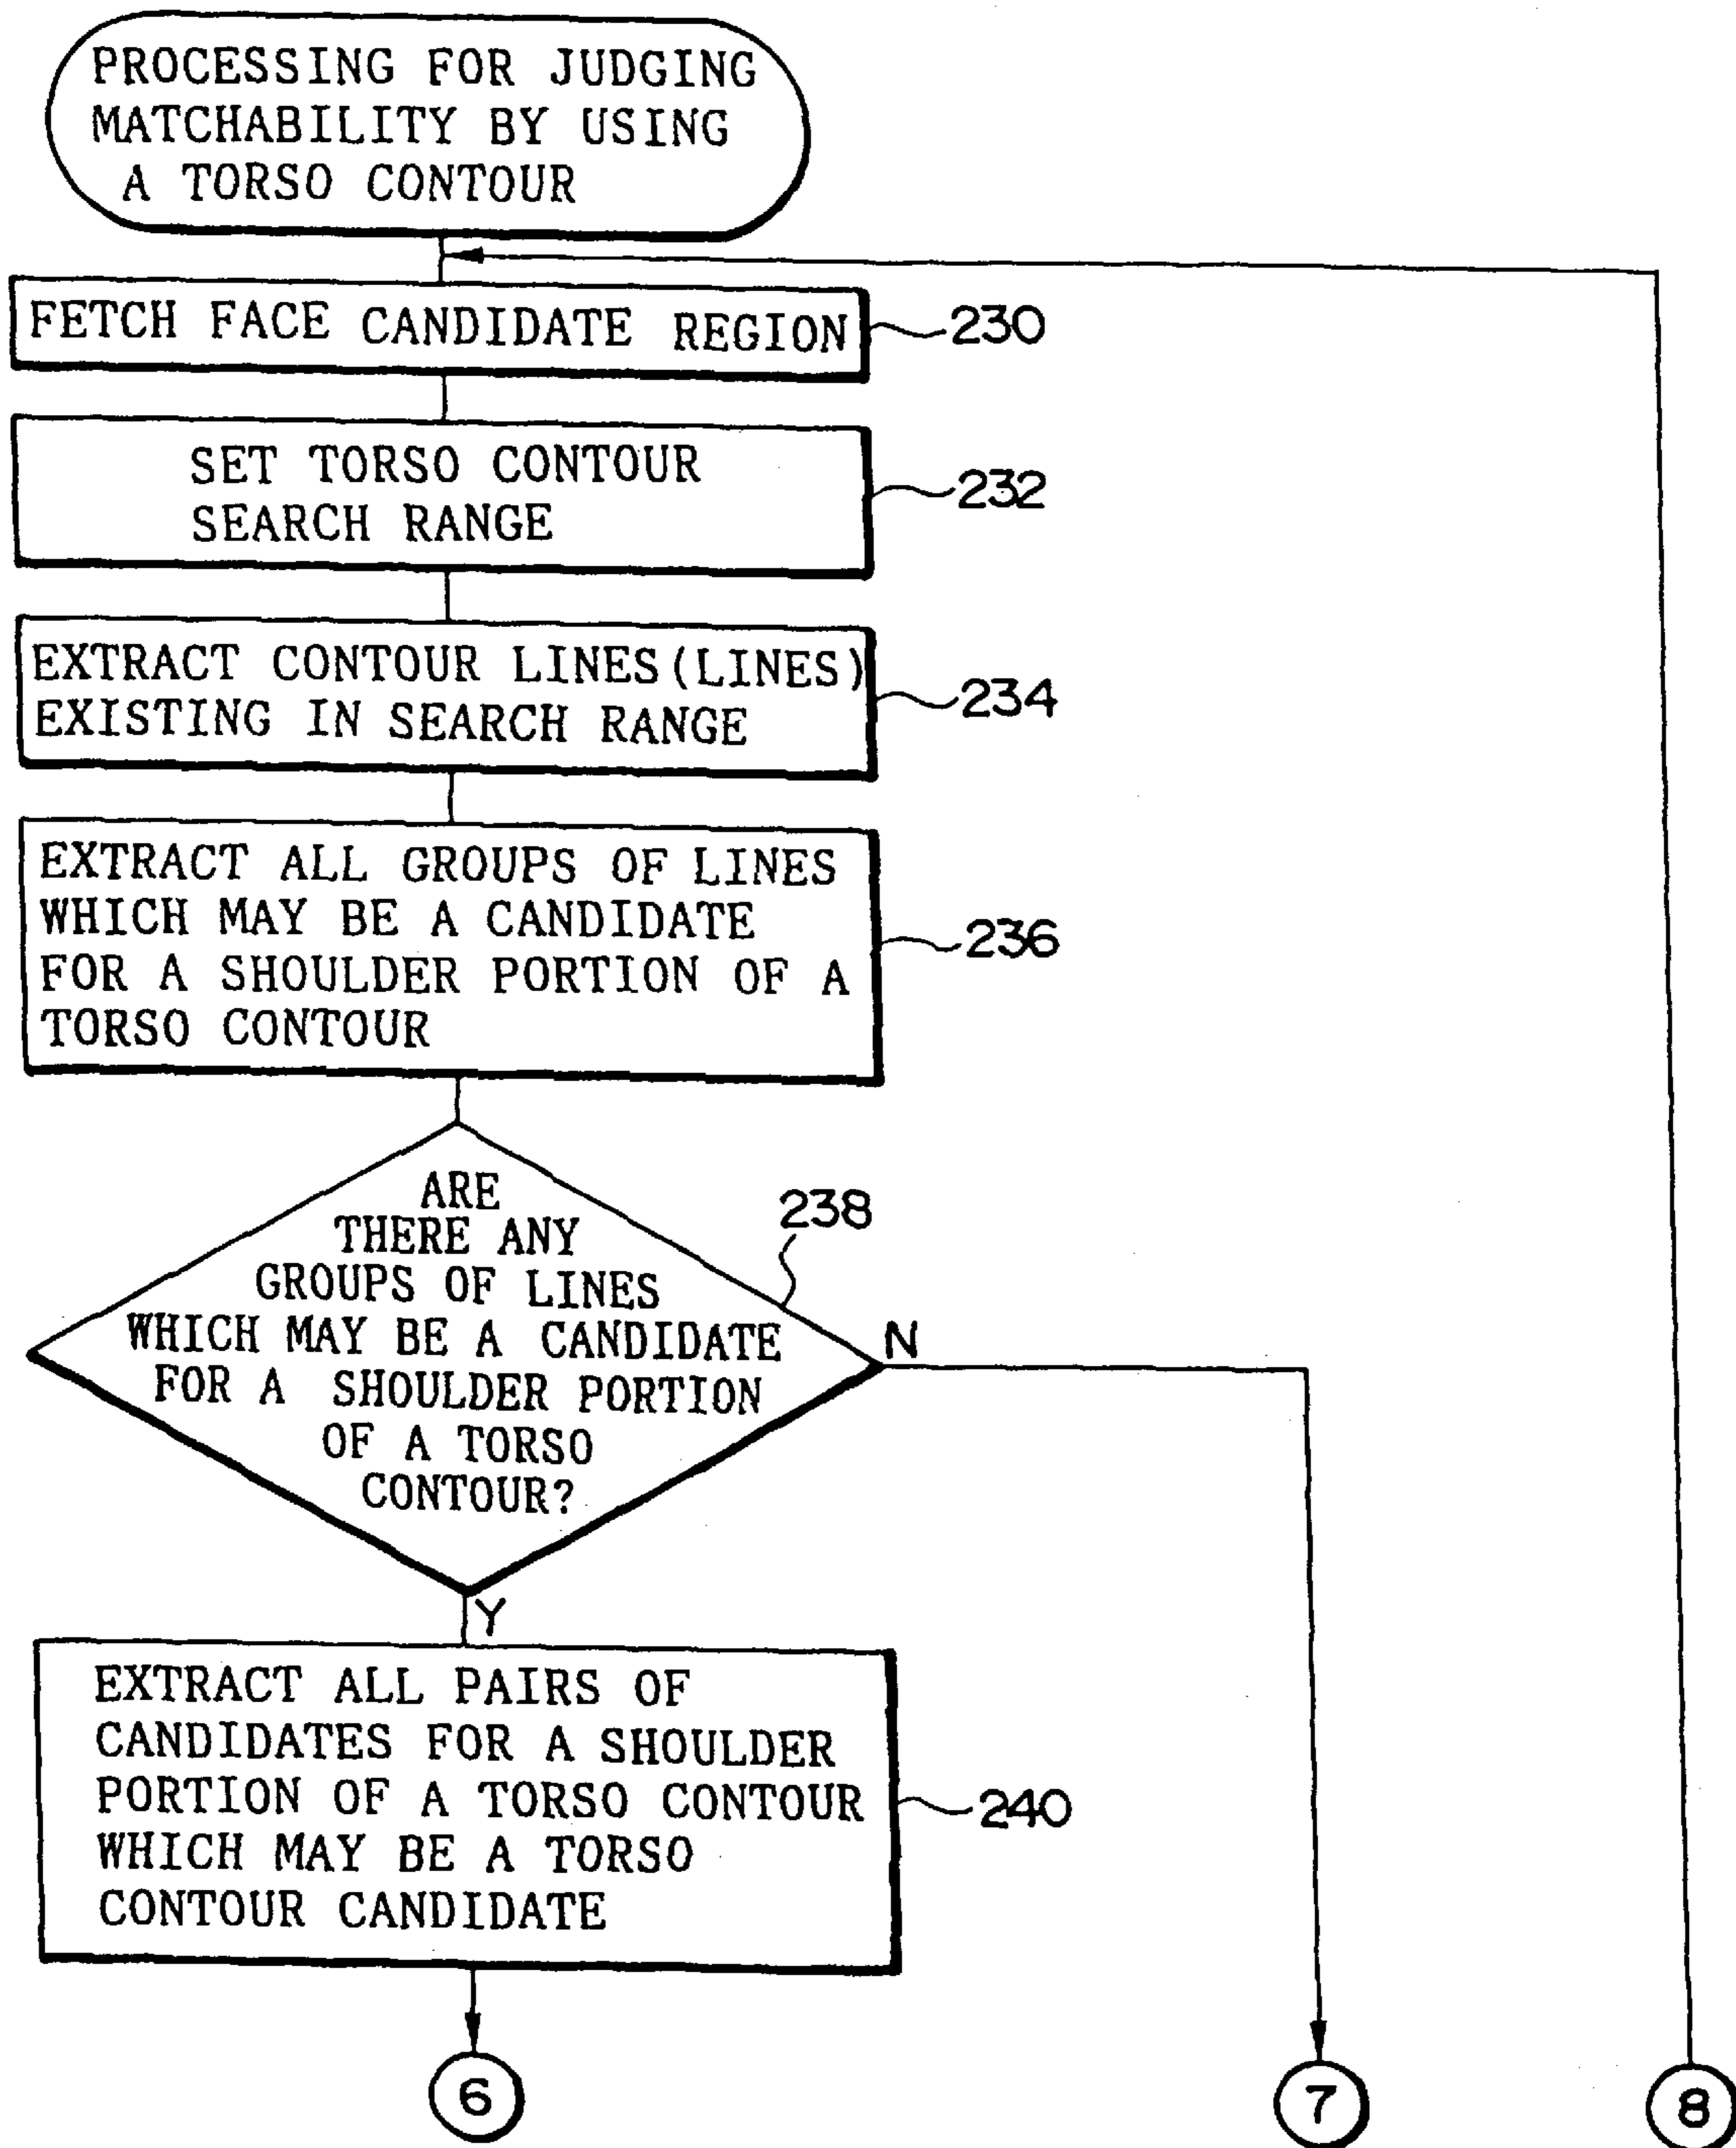 PROCESSING FOR JUDGING
MATCHABILITY BY USING
A TORSO CONTOUR
FETCH FACE CANDIDATE REGION
230
SET TORSO CONTOUR
SEARCH RANGE
232
EXTRACT CONTOUR LINES(LINES)
EXISTING IN SEARCH RANGE
234
EXTRACT ALL GROUPS OF LINES
WHICH MAY BE A CANDIDATE
FOR A SHOULDER PORTION OF A
TORSO CONTOUR
236
ARE
THERE ANY
GROUPS OF LINES
WHICH MAY BE A CANDIDATE
FOR A SHOULDER PORTION
OF A TORSO
CONTOUR?
238
N
Y
EXTRACT ALL PAIRS OF
CANDIDATES FOR A SHOULDER
PORTION OF A TORSO CONTOUR
WHICH MAY BE A TORSO
CONTOUR CANDIDATE
240
6
7
8